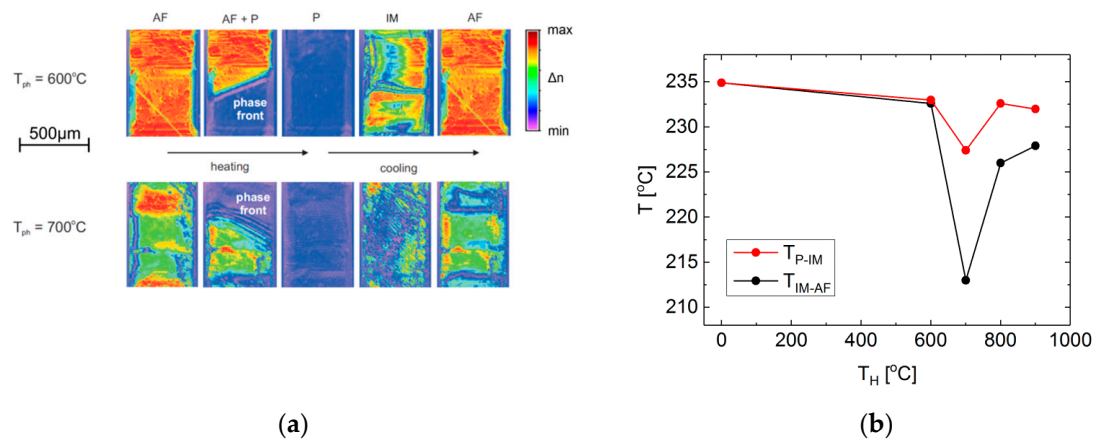 AF AF + P P IM AF
T_ph = 600°C
max
Δn
min
phase
front
500μm
heating cooling
T_ph = 700°C
phase
front
(a)
T [°C]
235
230
225
220
215
210
T_P-IM
T_IM-AF
0 200 400 600 800 1000
T_H [°C]
(b)